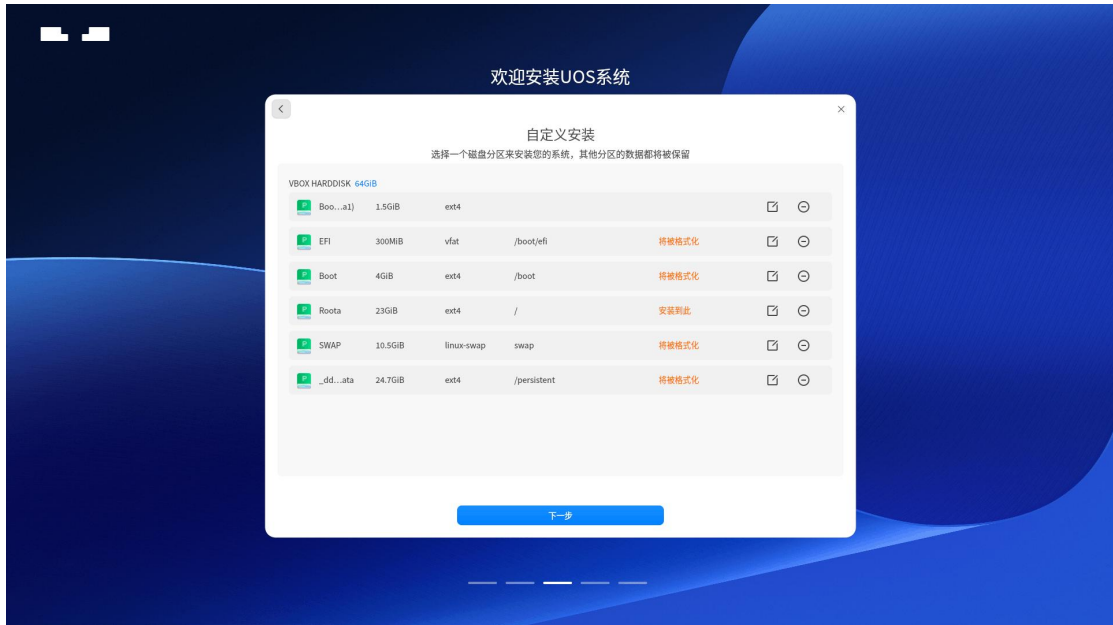 欢迎安装UOS系统
自定义安装
选择一个磁盘分区来安装您的系统，其他分区的数据都将被保留
VBOX HARDDISK 64GiB
Boo...a1) 1.5GiB ext4
EFI 300MiB vfat /boot/efi 将被格式化
Boot 4GiB ext4 /boot 将被格式化
Roota 23GiB ext4 / 安装到此
SWAP 10.5GiB linux-swap swap 将被格式化
_dd...ata 24.7GiB ext4 /persistent 将被格式化
下一步